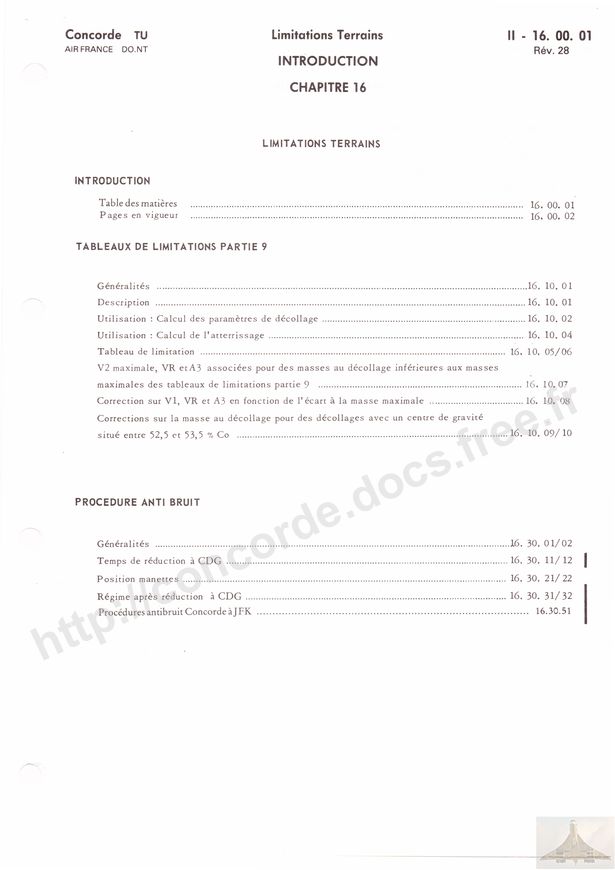 Concorde TU
AIR FRANCE DO.NT
Limitations Terrains
INTRODUCTION
CHAPITRE 16
II - 16. 00. 01
Rév. 28
LIMITATIONS TERRAINS
INTRODUCTION
Table des matières ........ 16. 00. 01
Pages en vigueur ........ 16. 00. 02
TABLEAUX DE LIMITATIONS PARTIE 9
Généralités ........ 16. 10. 01
Description ........ 16. 10. 01
Utilisation : Calcul des paramètres de décollage ........ 16. 10. 02
Utilisation : Calcul de l'atterrissage ........ 16. 10. 04
Tableau de limitation ........ 16. 10. 05/06
V2 maximale, VR et A3 associées pour des masses au décollage inférieures aux masses
maximales des tableaux de limitations partie 9 ........ 16. 10. 07
Correction sur V1, VR et A3 en fonction de l'écart à la masse maximale ........ 16. 10. 08
Corrections sur la masse au décollage pour des décollages avec un centre de gravité
situé entre 52,5 et 53,5 % Co ........ 16. 10. 09/10
PROCEDURE ANTI BRUIT
Généralités ........ 16. 30. 01/02
Temps de réduction à CDG ........ 16. 30. 11/12
Position manettes ........ 16. 30. 21/22
Régime après réduction à CDG ........ 16. 30. 31/32
Procédures antibruit Concorde à JFK ........ 16.30.51
http://concorde.docs.free.fr